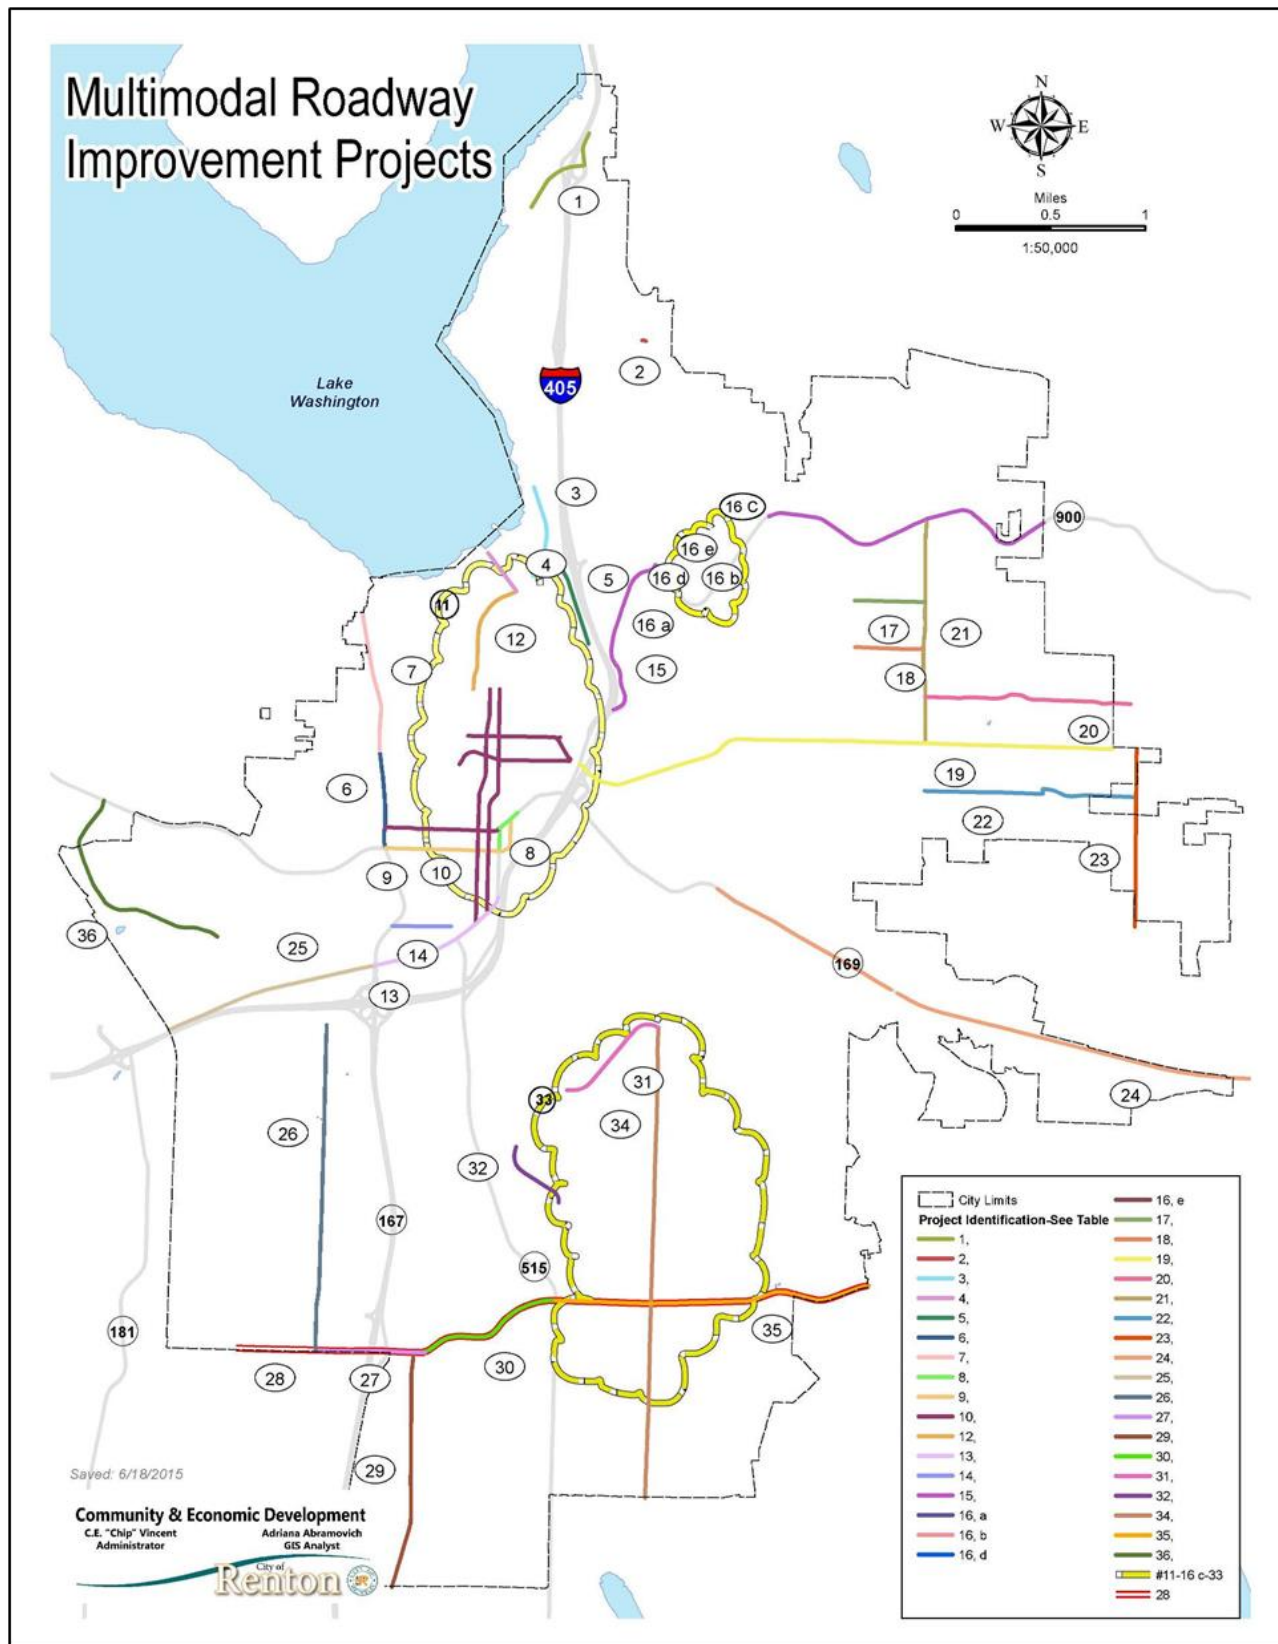 Multimodal Roadway
Improvement Projects
N
W E
S
Miles
0 0.5 1
1:50,000
1
2
405
Lake
Washington
3
16 C
900
16 e
4
5
16 d
16 b
11
16 a
12
17
21
7
15
18
20
6
19
22
8
23
9
10
36
25
14
169
13
31
24
33
34
26
32
167
515
181
35
30
28
27
29
City Limits
Project Identification-See Table
1,
2,
3,
4,
5,
6,
7,
8,
9,
10,
12,
13,
14,
15,
16, a
16, b
16, d
16, e
17,
18,
19,
20,
21,
22,
23,
24,
25,
26,
27,
29,
30,
31,
32,
34,
35,
36,
#11-16 c-33
28
Saved: 6/18/2015
Community & Economic Development
C.E. "Chip" Vincent Adriana Abramovich
Administrator GIS Analyst
City of
Renton